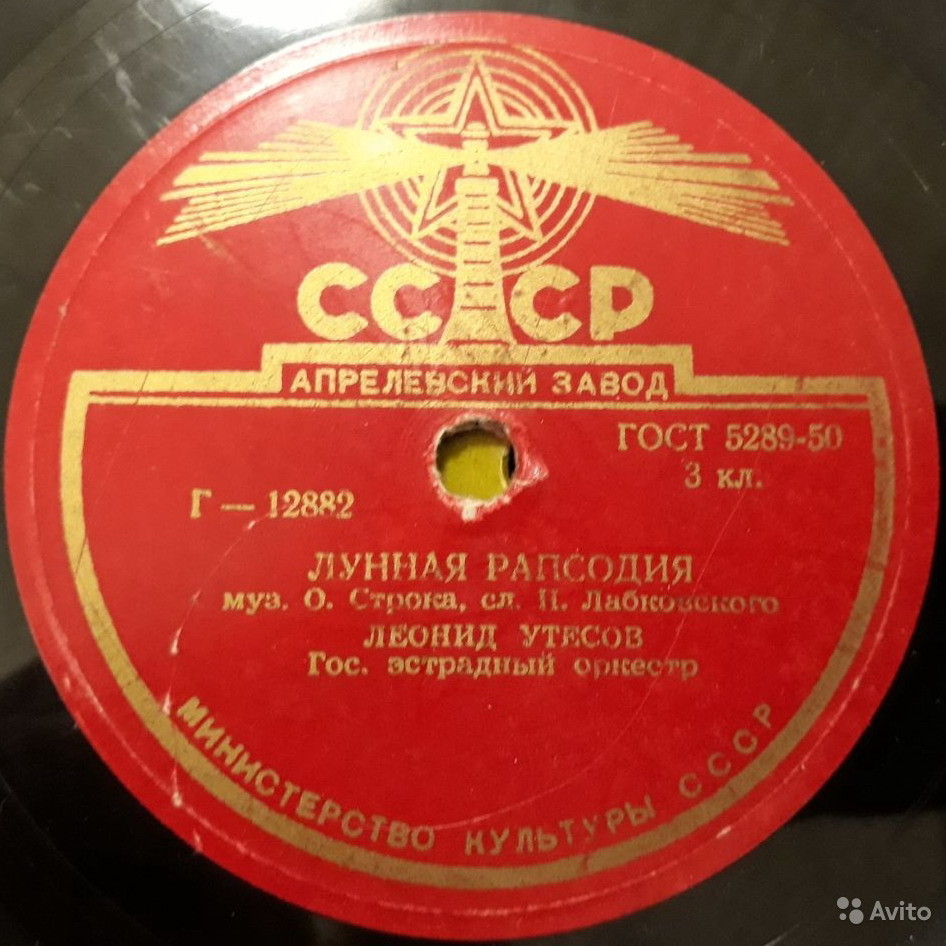 СССР
АПРЕЛЕВСКИЙ ЗАВОД
ГОСТ 5289-50
3 кл.
Г — 12882
ЛУННАЯ РАПСОДИЯ
муз. О. Строка, сл. Н. Лабковского
ЛЕОНИД УТЕСОВ
Гос. эстрадный оркестр
МИНИСТЕРСТВО КУЛЬТУРЫ СССР
Avito